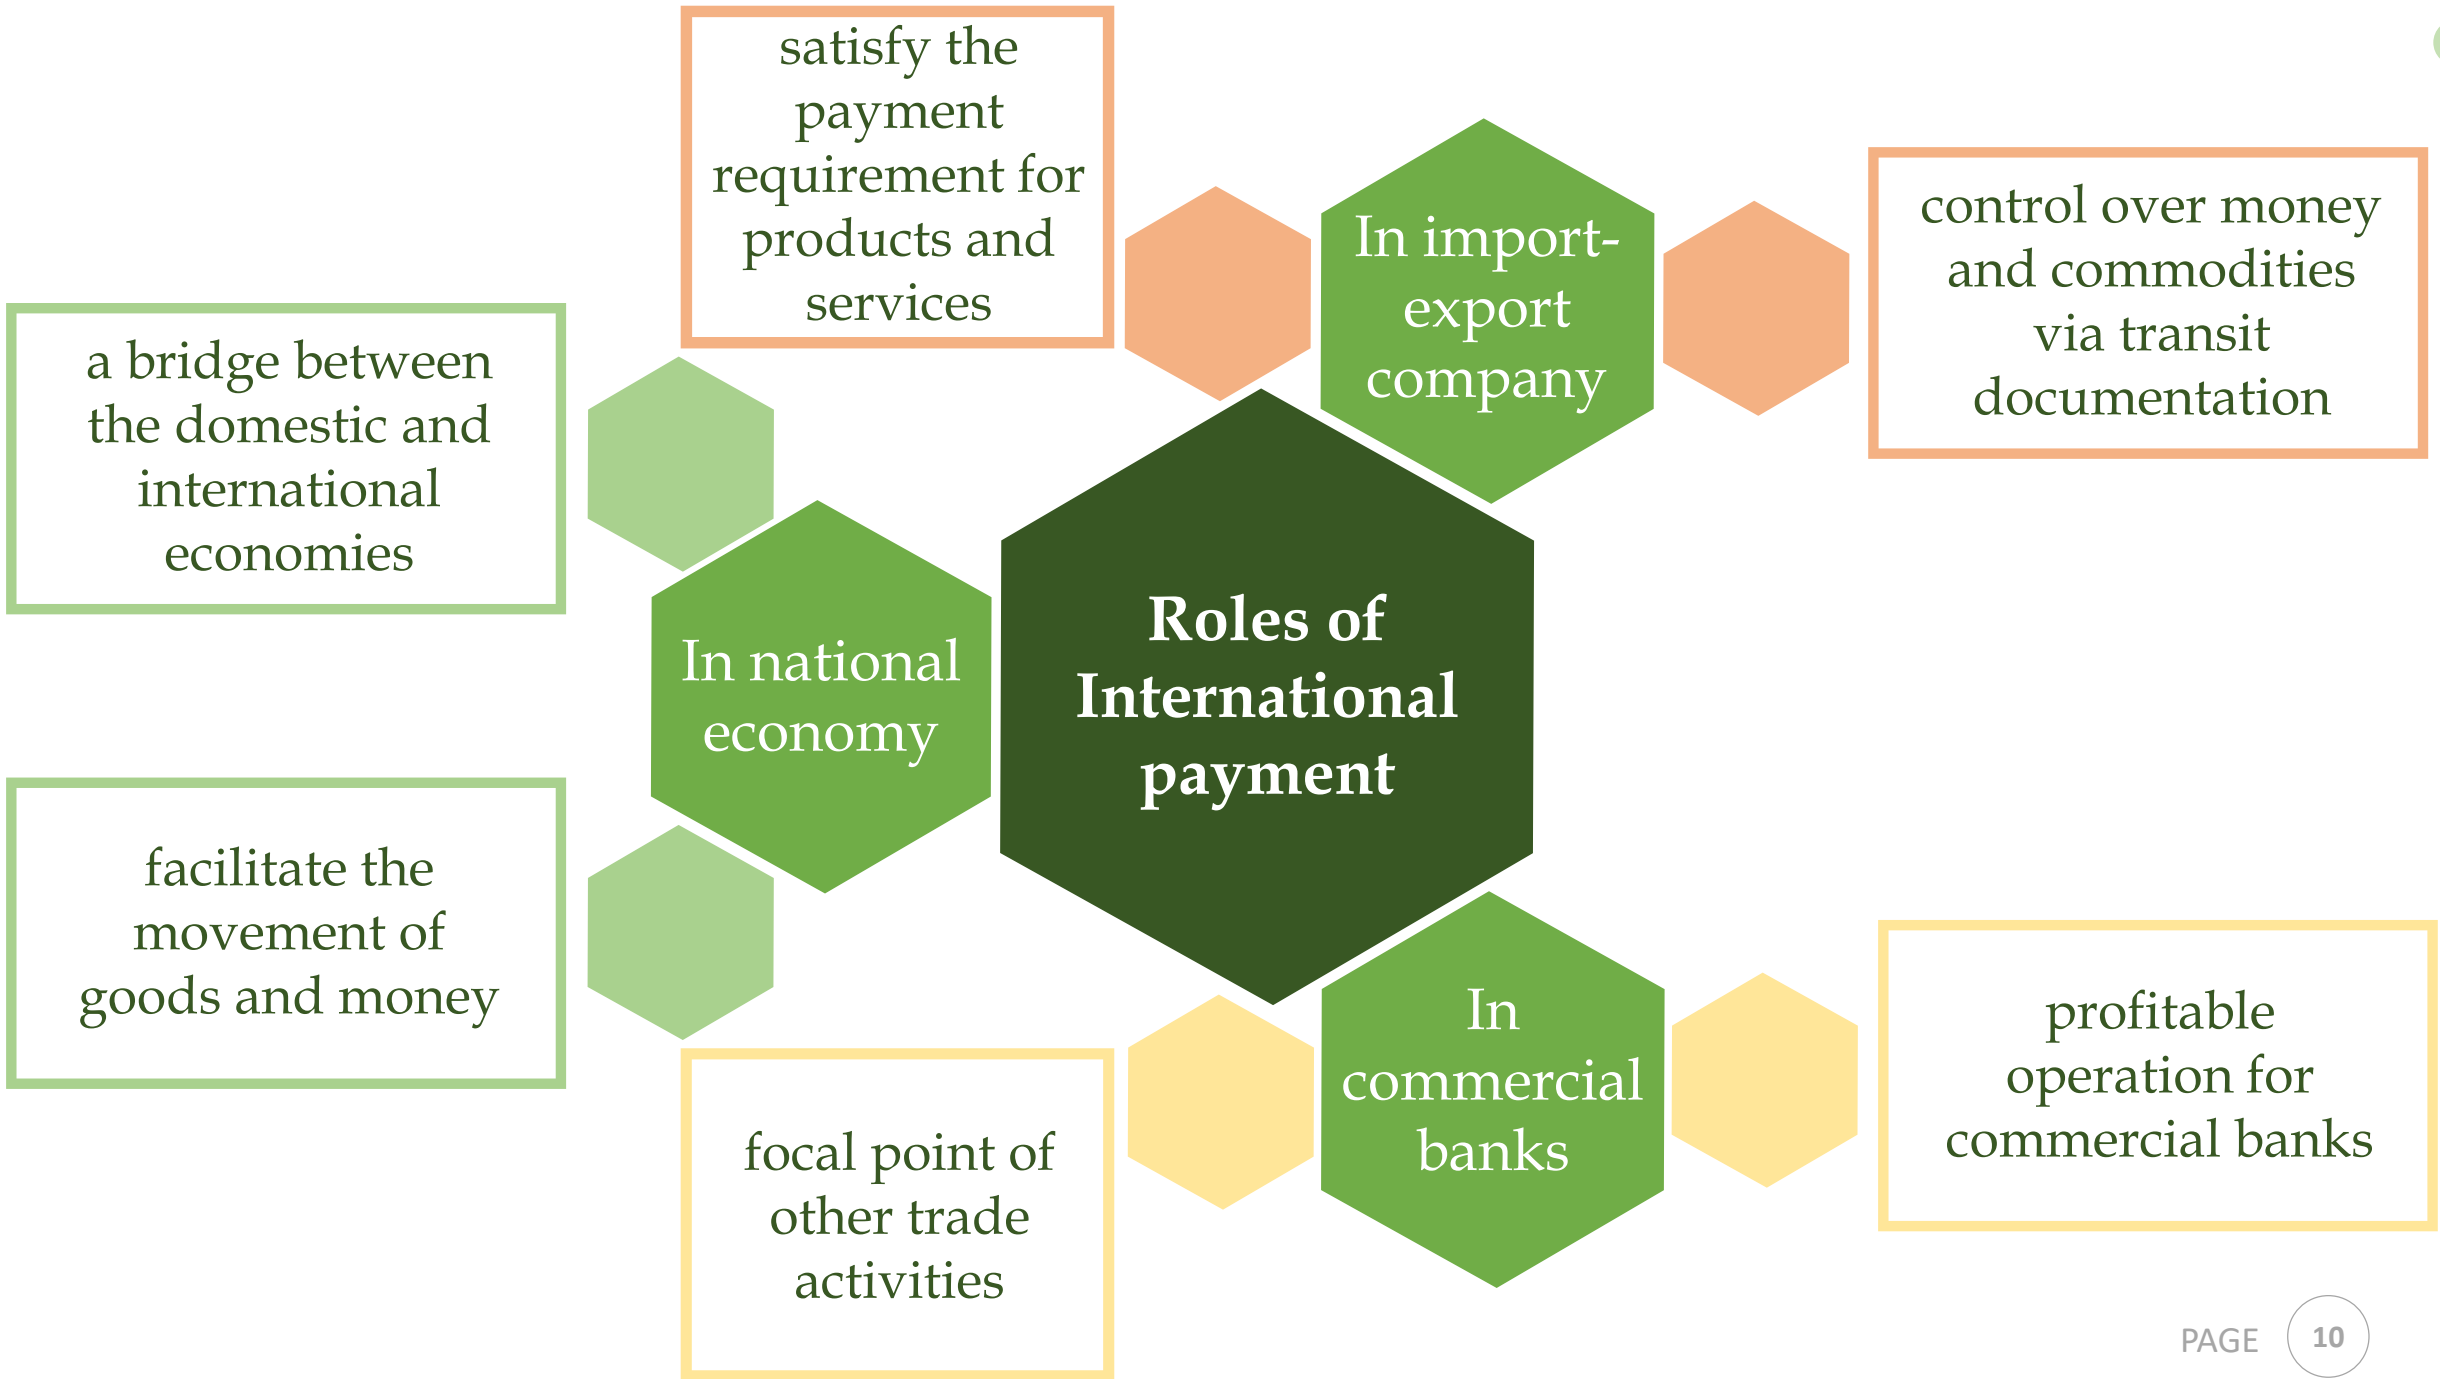 satisfy the
payment
requirement for
products and
services
In import-
export
company
control over money
and commodities
via transit
documentation
a bridge between
the domestic and
international
economies
In national
economy
Roles of
International
payment
facilitate the
movement of
goods and money
focal point of
other trade
activities
In
commercial
banks
profitable
operation for
commercial banks
PAGE 10